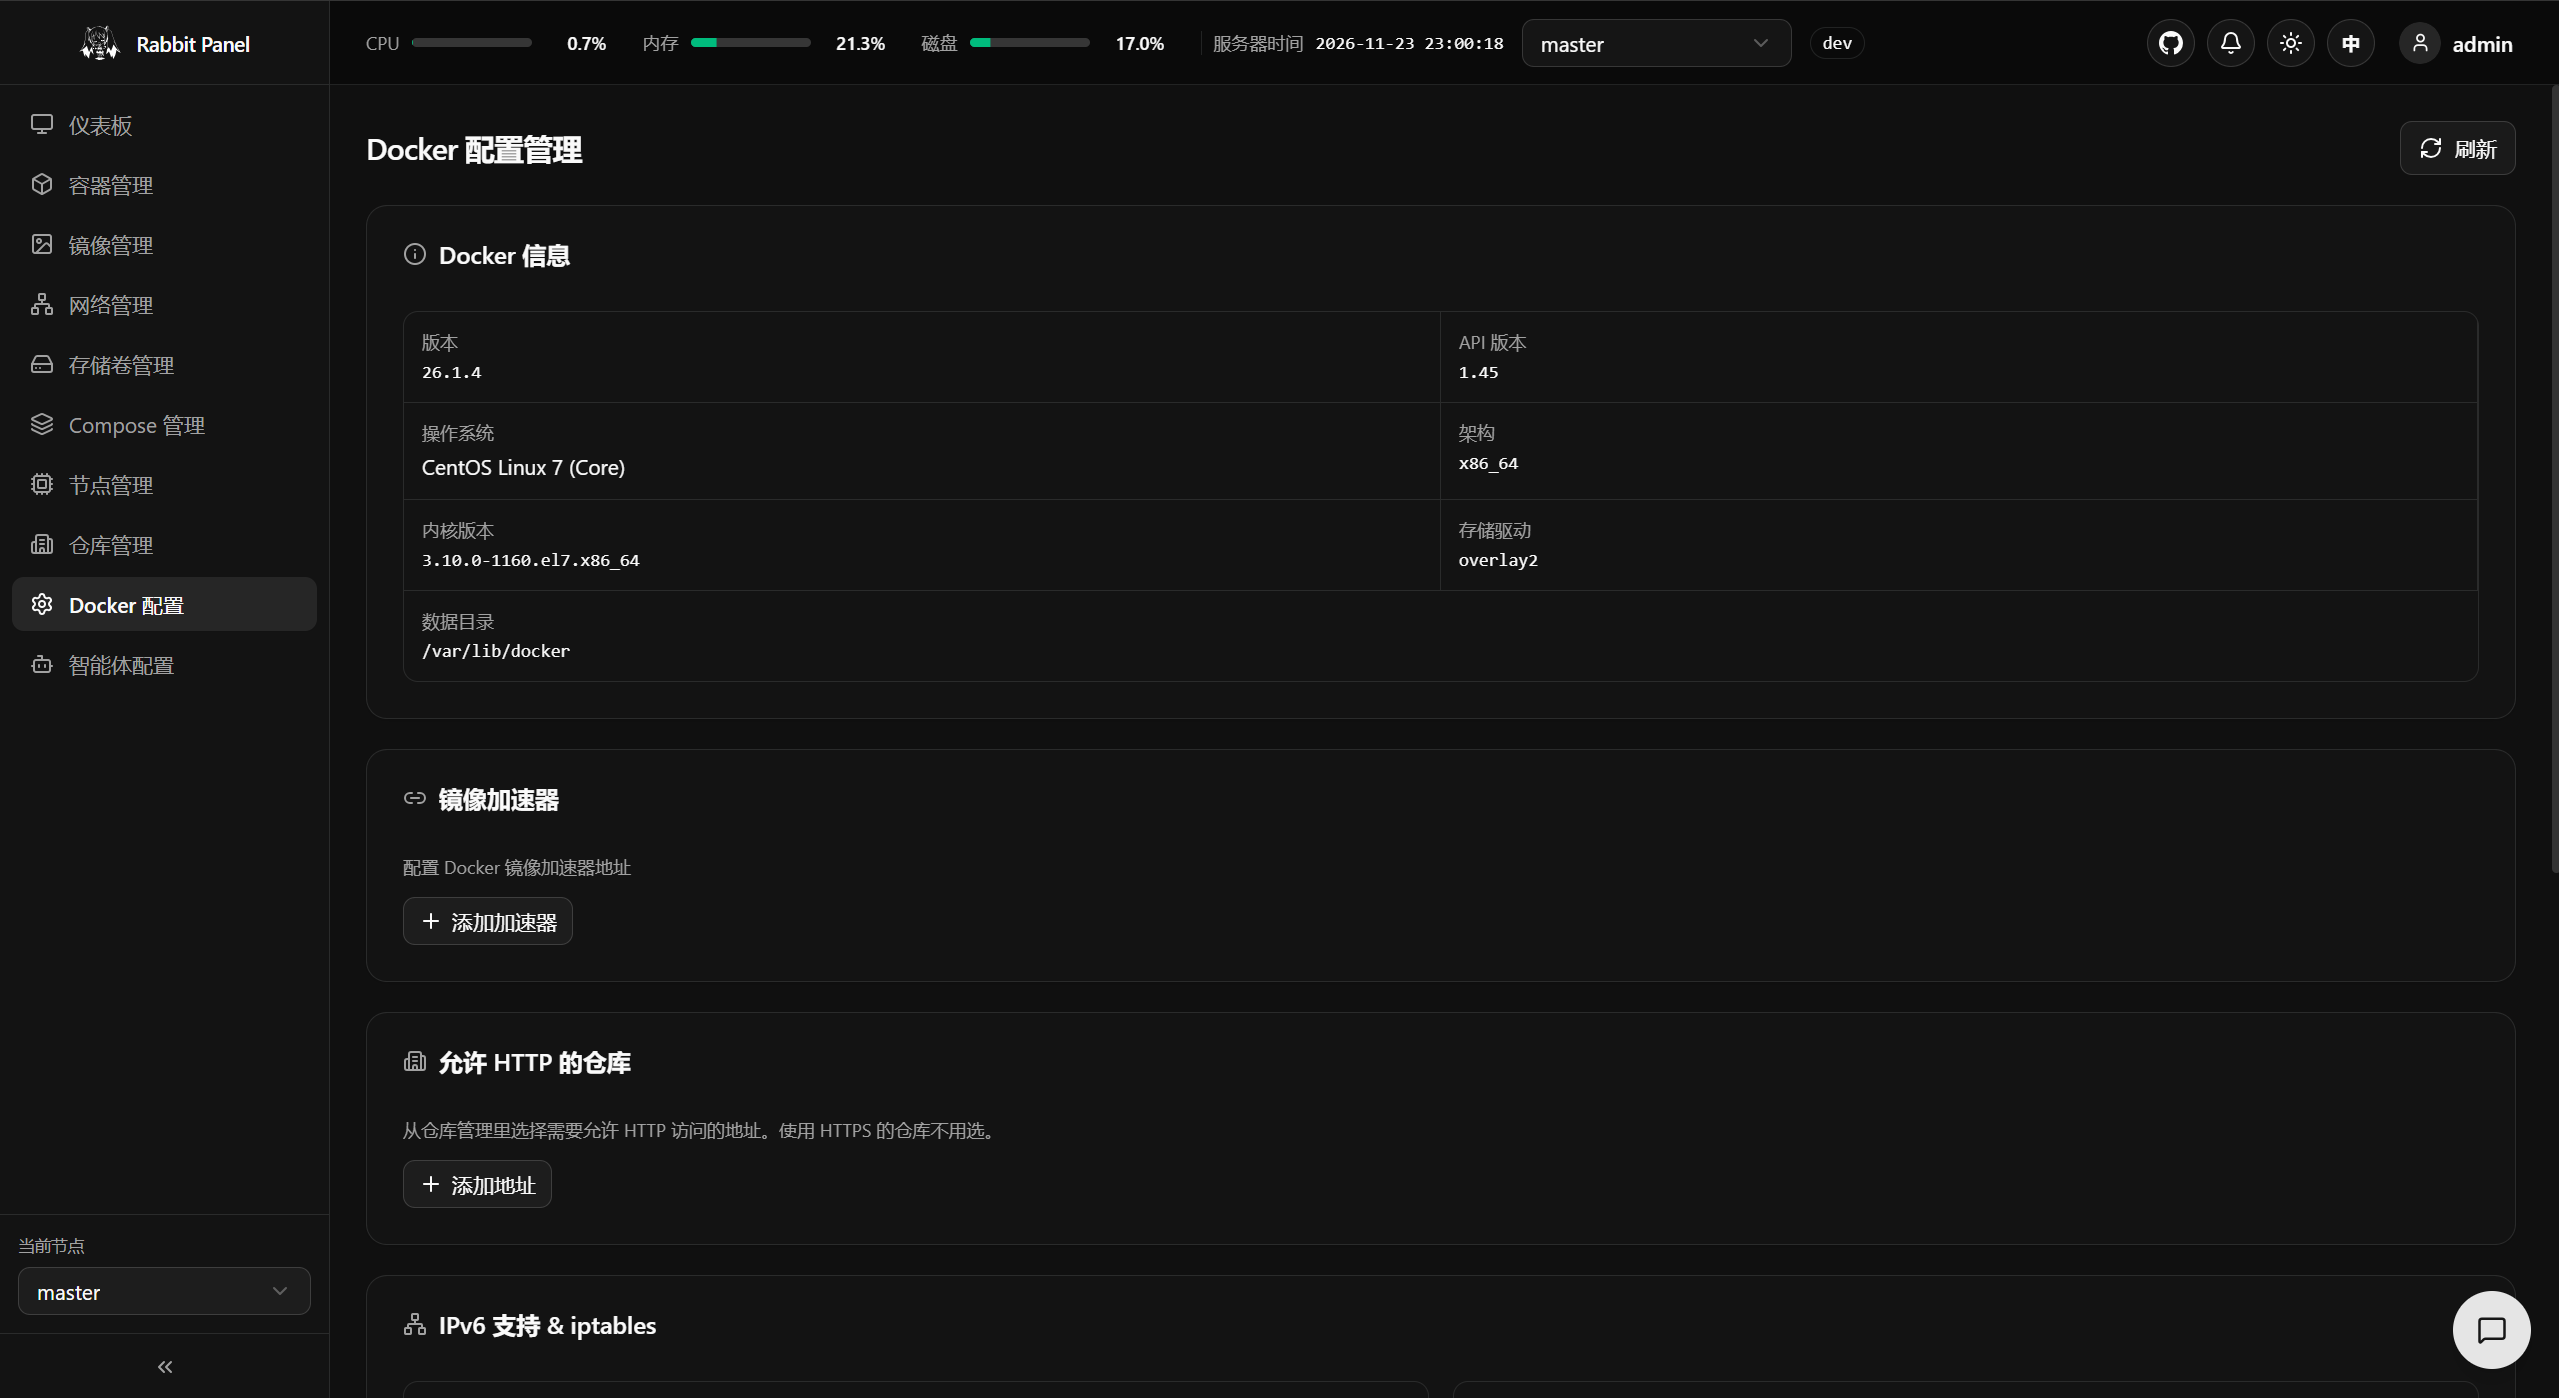 Rabbit Panel
CPU 0.7% 内存 21.3% 磁盘 17.0% 服务器时间 2026-11-23 23:00:18 master dev 中 admin
仪表板
容器管理
镜像管理
网络管理
存储卷管理
Compose 管理
节点管理
仓库管理
Docker 配置
智能体配置
当前节点
master
Docker 配置管理
刷新
Docker 信息
版本
26.1.4
API 版本
1.45
操作系统
CentOS Linux 7 (Core)
架构
x86_64
内核版本
3.10.0-1160.el7.x86_64
存储驱动
overlay2
数据目录
/var/lib/docker
镜像加速器
配置 Docker 镜像加速器地址
添加加速器
允许 HTTP 的仓库
从仓库管理里选择需要允许 HTTP 访问的地址。使用 HTTPS 的仓库不用选。
添加地址
IPv6 支持 & iptables